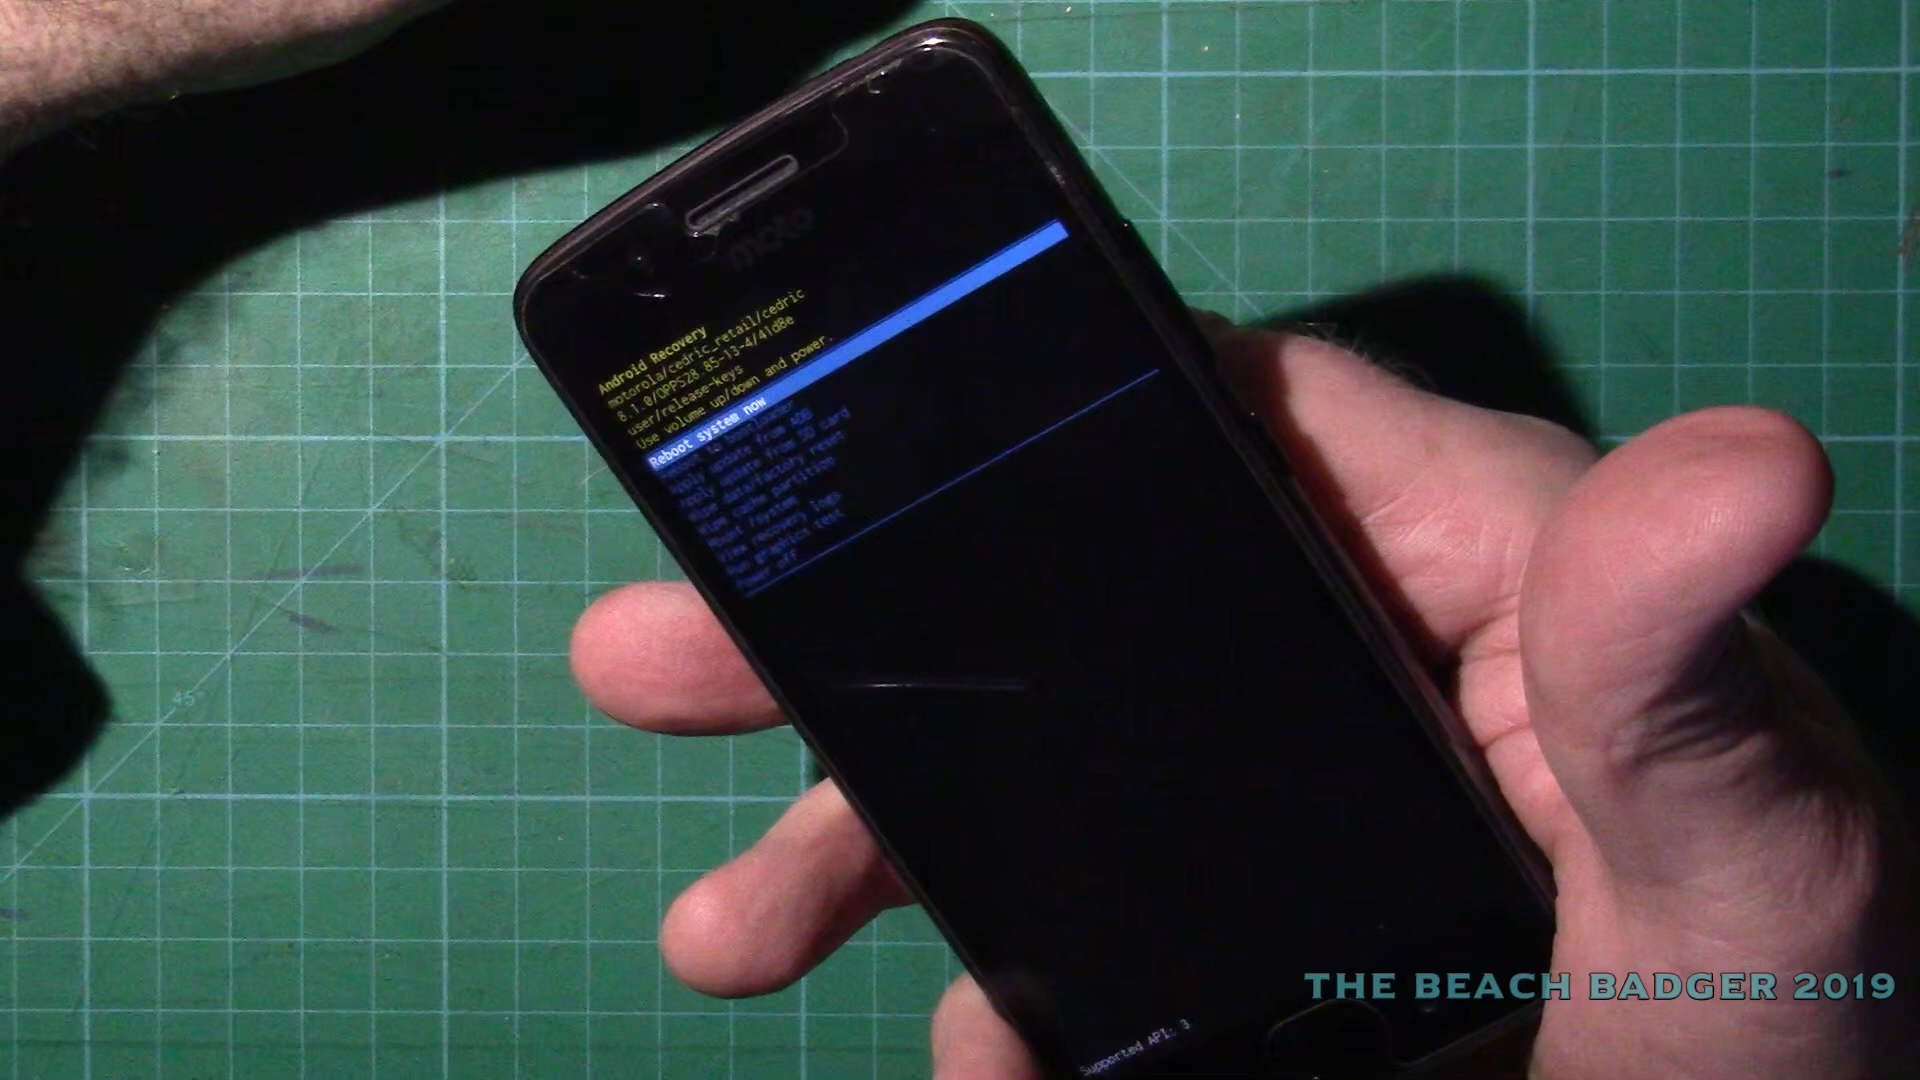 moto
Android Recovery
motorola/cedric_retail/cedric
8.1.0/OPPS28.85-13-4/41d8e
user/release-keys
Use volume up/down and power.
Reboot system now
Reboot to bootloader
Apply update from ADB
Apply update from SD card
Wipe data/factory reset
Wipe cache partition
Mount /system
View recovery logs
Run graphics test
Power off
Supported API: 3
45°
THE BEACH BADGER 2019